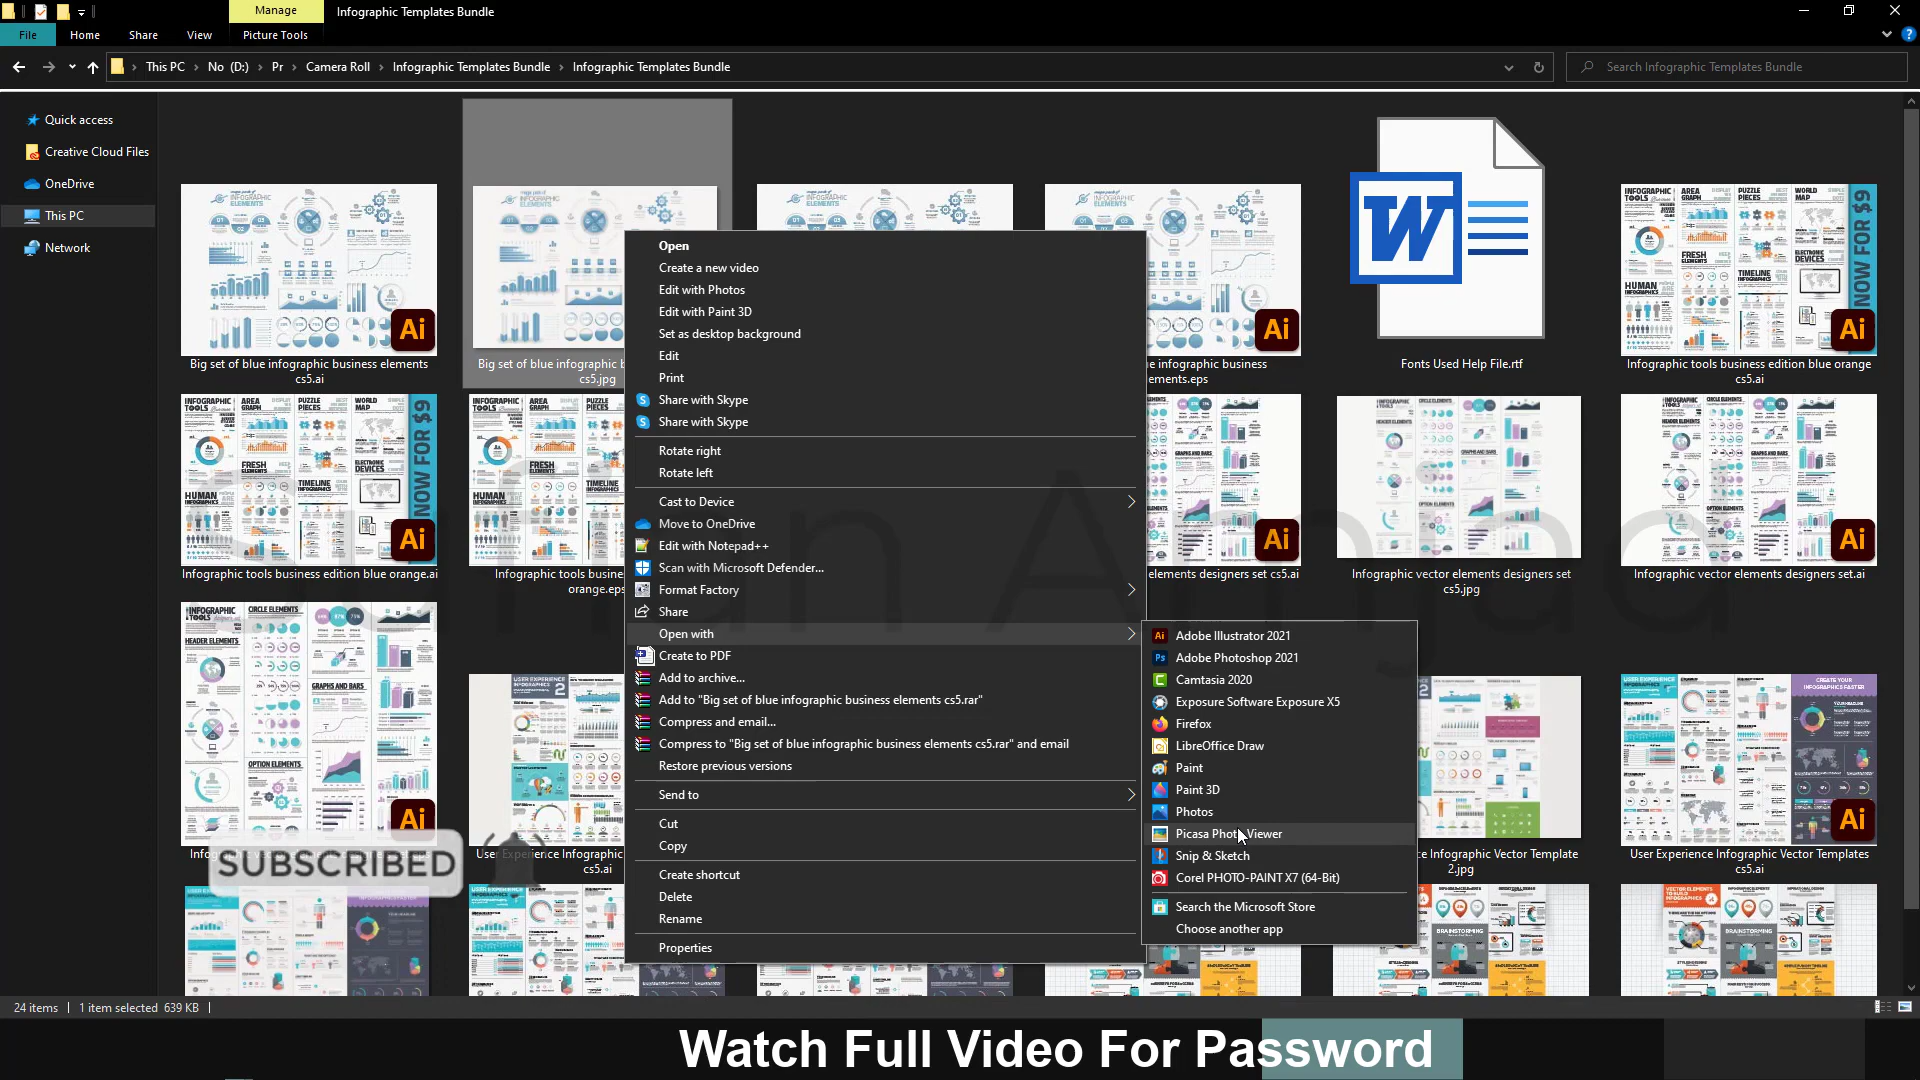 Manage
Infographic Templates Bundle
File
Home
Share
View
Picture Tools
This PC
No (D:)
Pr
Camera Roll
Infographic Templates Bundle
Infographic Templates Bundle
Search Infographic Templates Bundle
Quick access
Creative Cloud Files
OneDrive
This PC
Network
Big set of blue infographic business elements
cs5.ai
Big set of blue infographic b
cs5.jpg
e infographic business
ements.eps
Fonts Used Help File.rtf
Infographic tools business edition blue orange
cs5.ai
NOW FOR $9
Infographic tools business edition blue orange.ai
Infographic tools busine
orange.eps
elements designers set cs5.ai
Infographic vector elements designers set
cs5.jpg
Infographic vector elements designers set.ai
User Experience Infographic
cs5.ai
ce Infographic Vector Template
2.jpg
User Experience Infographic Vector Templates
cs5.ai
Open
Create a new video
Edit with Photos
Edit with Paint 3D
Set as desktop background
Edit
Print
Share with Skype
Share with Skype
Rotate right
Rotate left
Cast to Device
Move to OneDrive
Edit with Notepad++
Scan with Microsoft Defender...
Format Factory
Share
Open with
Create to PDF
Add to archive...
Add to "Big set of blue infographic business elements cs5.rar"
Compress and email...
Compress to "Big set of blue infographic business elements cs5.rar" and email
Restore previous versions
Send to
Cut
Copy
Create shortcut
Delete
Rename
Properties
Adobe Illustrator 2021
Adobe Photoshop 2021
Camtasia 2020
Exposure Software Exposure X5
Firefox
LibreOffice Draw
Paint
Paint 3D
Photos
Picasa Photo Viewer
Snip & Sketch
Corel PHOTO-PAINT X7 (64-Bit)
Search the Microsoft Store
Choose another app
SUBSCRIBED
24 items
1 item selected 639 KB
Watch Full Video For Password